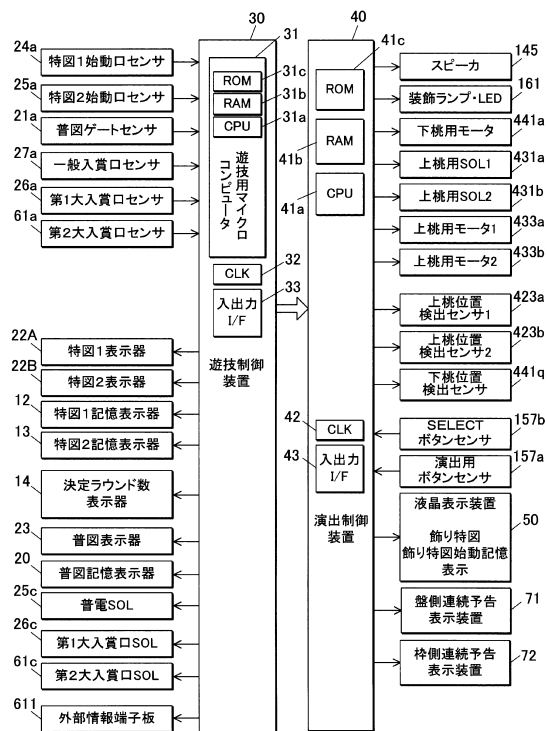 24a
特図1始動口センサ
25a
特図2始動口センサ
21a
普図ゲートセンサ
27a
一般入賞口センサ
26a
第1大入賞口センサ
61a
第2大入賞口センサ
22A
特図1表示器
22B
特図2表示器
12
特図1記憶表示器
13
特図2記憶表示器
14
決定ラウンド数
表示器
23
普図表示器
20
普図記憶表示器
25c
普電SOL
26c
第1大入賞口SOL
61c
第2大入賞口SOL
611
外部情報端子板
30
31
ROM
31c
RAM
31b
CPU
31a
遊技用マイクロ
コンピュータ
CLK
32
33
入出力
I/F
遊技制御
装置
40
41c
ROM
RAM
41b
CPU
41a
42
CLK
43
入出力
I/F
演出制御
装置
145
スピーカ
161
装飾ランプ・LED
441a
下桃用モータ
431a
上桃用SOL1
431b
上桃用SOL2
433a
上桃用モータ1
433b
上桃用モータ2
423a
上桃位置
検出センサ1
423b
上桃位置
検出センサ2
441q
下桃位置
検出センサ
157b
SELECT
ボタンセンサ
157a
演出用
ボタンセンサ
液晶表示装置
50
飾り特図
飾り特図始動記憶
表示
盤側連続予告
表示装置
71
枠側連続予告
表示装置
72